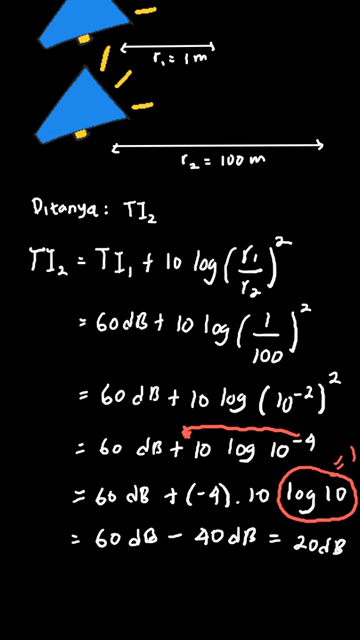 r₁ = 1 m
r₂ = 100 m
Ditanya: TI₂
TI₂ = TI₁ + 10 log (r₁/r₂)²
= 60 dB + 10 log (1/100)²
= 60 dB + 10 log (10⁻²)²
= 60 dB + 10 log 10⁻⁴
= 1
= 60 dB + (-4) . 10 log 10
= 60 dB - 40 dB = 20 dB